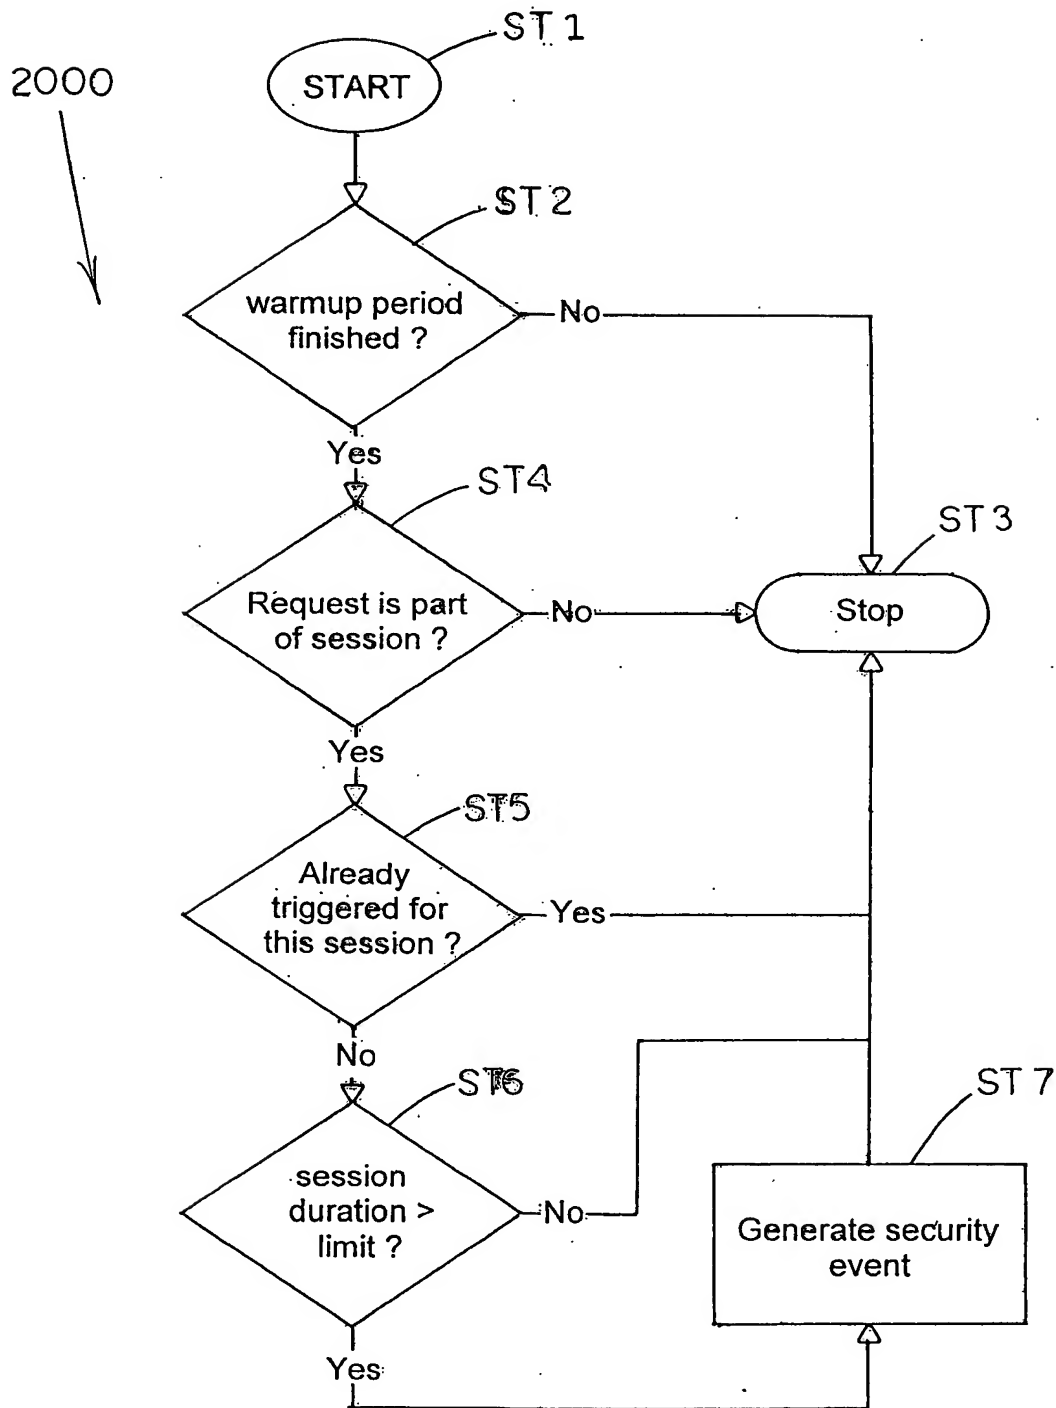 ST 1
2000
START
ST 2
warmup period
finished ?
No
Yes
ST4
ST 3
Request is part
of session ?
No
Stop
Yes
ST5
Already
triggered for
this session ?
Yes
No
ST6
ST 7
session
duration >
limit ?
No
Generate security
event
Yes